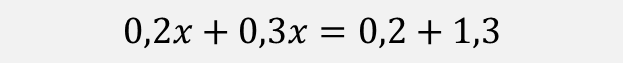 0,2x + 0,3x = 0,2 + 1,3